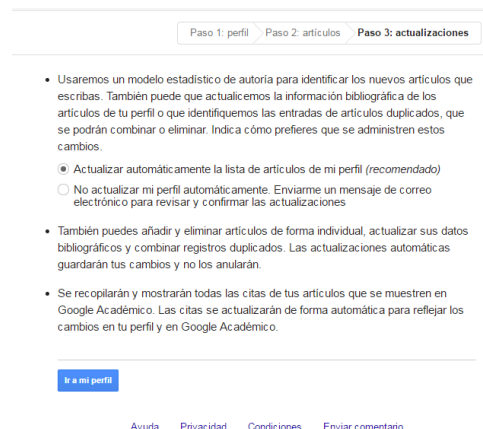 Paso 1: perfil Paso 2: artículos Paso 3: actualizaciones
Usaremos un modelo estadístico de autoría para identificar los nuevos artículos que
escribas. También puede que actualicemos la información bibliográfica de los
artículos de tu perfil o que identifiquemos las entradas de artículos duplicados, que
se podrán combinar o eliminar. Indica cómo prefieres que se administren estos
cambios.
Actualizar automáticamente la lista de artículos de mi perfil (recomendado)
No actualizar mi perfil automáticamente. Enviarme un mensaje de correo
electrónico para revisar y confirmar las actualizaciones
También puedes añadir y eliminar artículos de forma individual, actualizar sus datos
bibliográficos y combinar registros duplicados. Las actualizaciones automáticas
guardarán tus cambios y no los anularán.
Se recopilarán y mostrarán todas las citas de tus artículos que se muestren en
Google Académico. Las citas se actualizarán de forma automática para reflejar los
cambios en tu perfil y en Google Académico.
Ir a mi perfil
Ayuda Privacidad Condiciones Enviar comentario